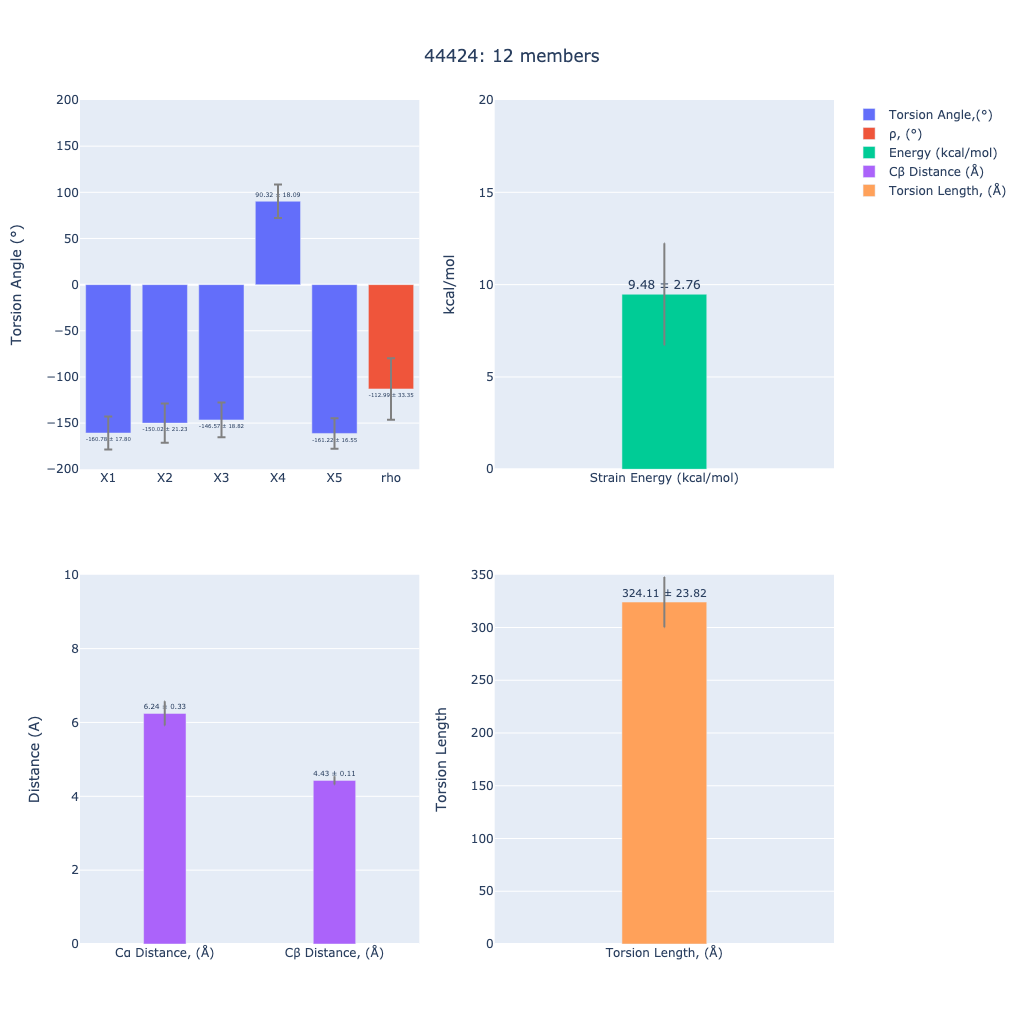 44424: 12 members
Torsion Angle (°)
200
150
100
50
0
−50
−100
−150
−200
-160.78 ± 17.80
-150.02 ± 21.23
-146.57 ± 18.82
90.32 ± 18.09
-161.22 ± 16.55
-112.99 ± 33.35
X1
X2
X3
X4
X5
rho
kcal/mol
20
15
10
5
0
9.48 ± 2.76
Strain Energy (kcal/mol)
Torsion Angle,(°)
ρ, (°)
Energy (kcal/mol)
Cβ Distance (Å)
Torsion Length, (Å)
Distance (A)
10
8
6
4
2
0
6.24 ± 0.33
4.43 ± 0.11
Cα Distance, (Å)
Cβ Distance, (Å)
Torsion Length
350
300
250
200
150
100
50
0
324.11 ± 23.82
Torsion Length, (Å)